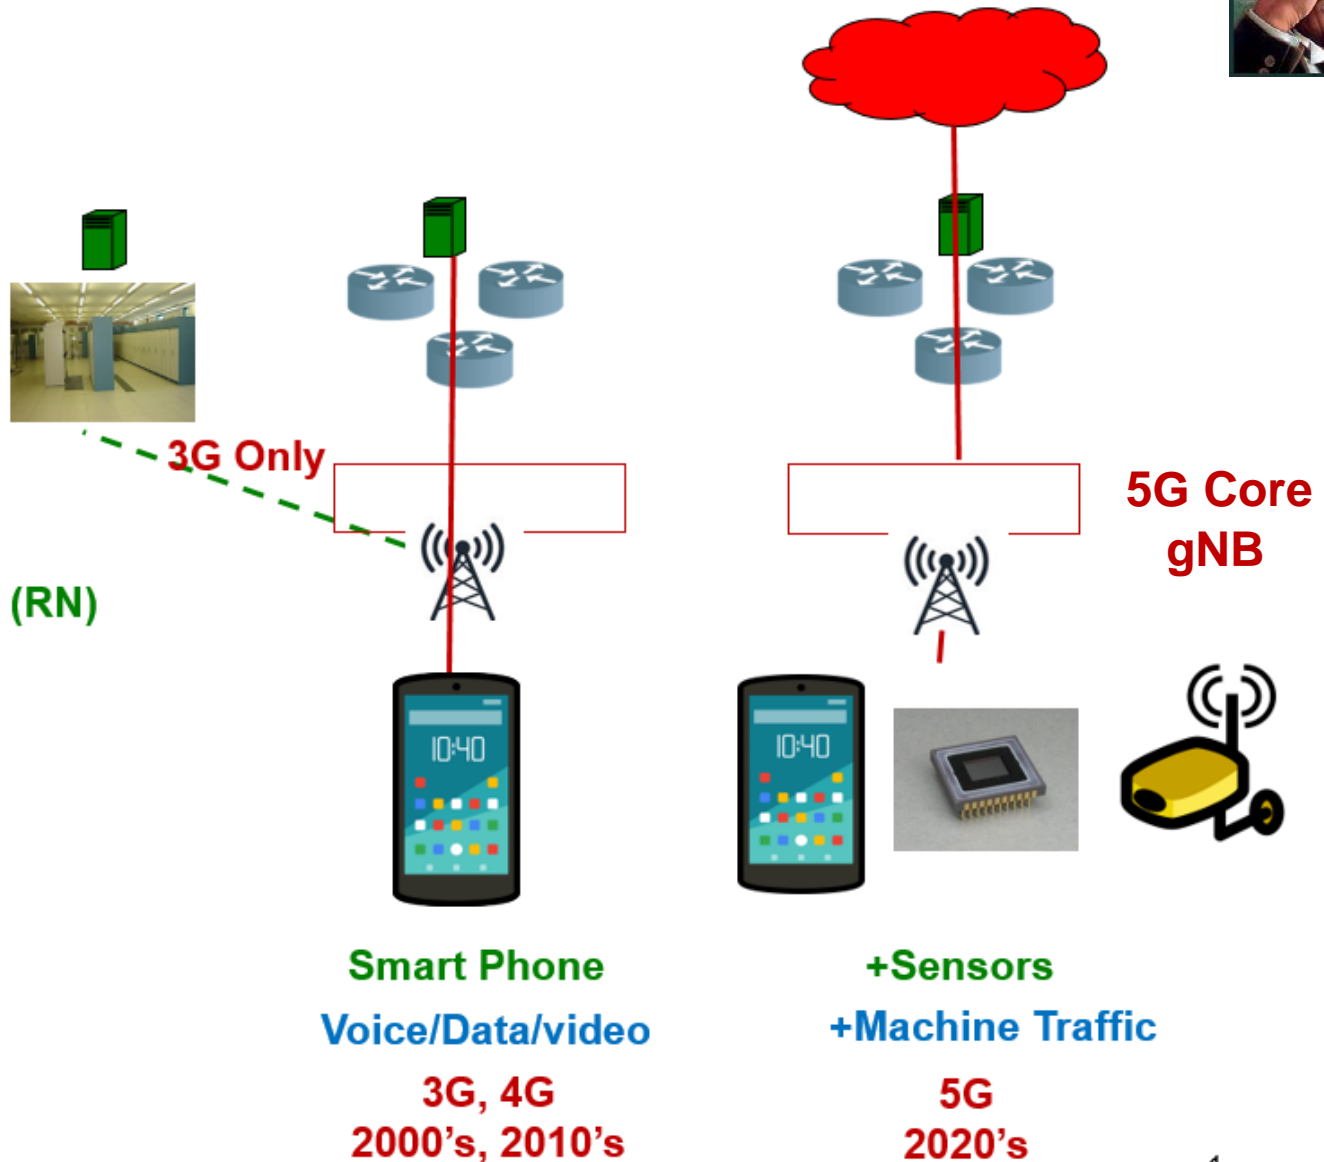 3G Only
5G Core
gNB
(RN)
10:40
10:40
Smart Phone
+Sensors
Voice/Data/video
+Machine Traffic
3G, 4G
5G
2000's, 2010's
2020's